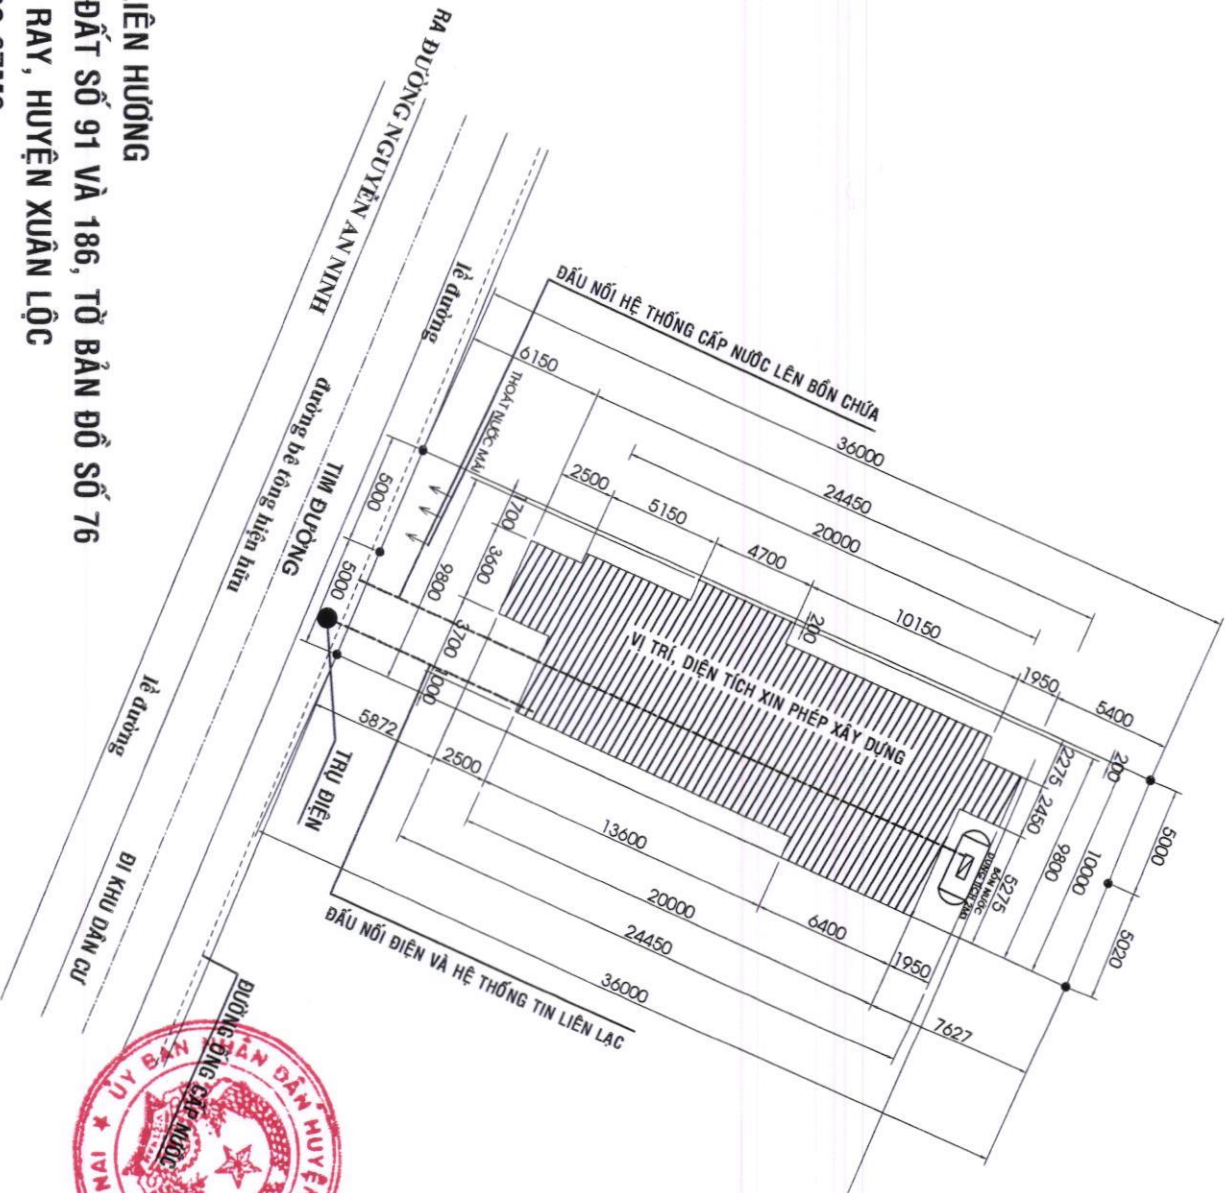 IÊN HƯƠNG
ĐẤT SỐ 91 VÀ 186, TỜ BẢN ĐỒ SỐ 76
RAY, HUYỆN XUÂN LỘC
RA ĐƯỜNG NGUYỄN AN NINH
lề đường
đường bê tông hiện hữu
TIM ĐƯỜNG
lề đường
ĐI KHU DÂN CƯ
ĐẤU NỐI HỆ THỐNG CẤP NƯỚC LÊN BỒN CHỨA
THOÁT NƯỚC MÁI
VỊ TRÍ, DIỆN TÍCH XIN PHÉP XÂY DỰNG
BỒN NƯỚC
TRỤ ĐIỆN
ĐẤU NỐI ĐIỆN VÀ HỆ THỐNG TIN LIÊN LẠC
ĐƯỜNG ỐNG CẤP NƯỚC
ỦY BAN NHÂN DÂN HUYỆN
NAI
36000
24450
20000
6150
2500
5150
4700
10150
1950
5400
200
200
5000
5000
700
3600
3700
1000
9800
2275
2450
5275
9800
10000
5000
5020
5872
2500
13600
6400
1950
20000
24450
36000
7627